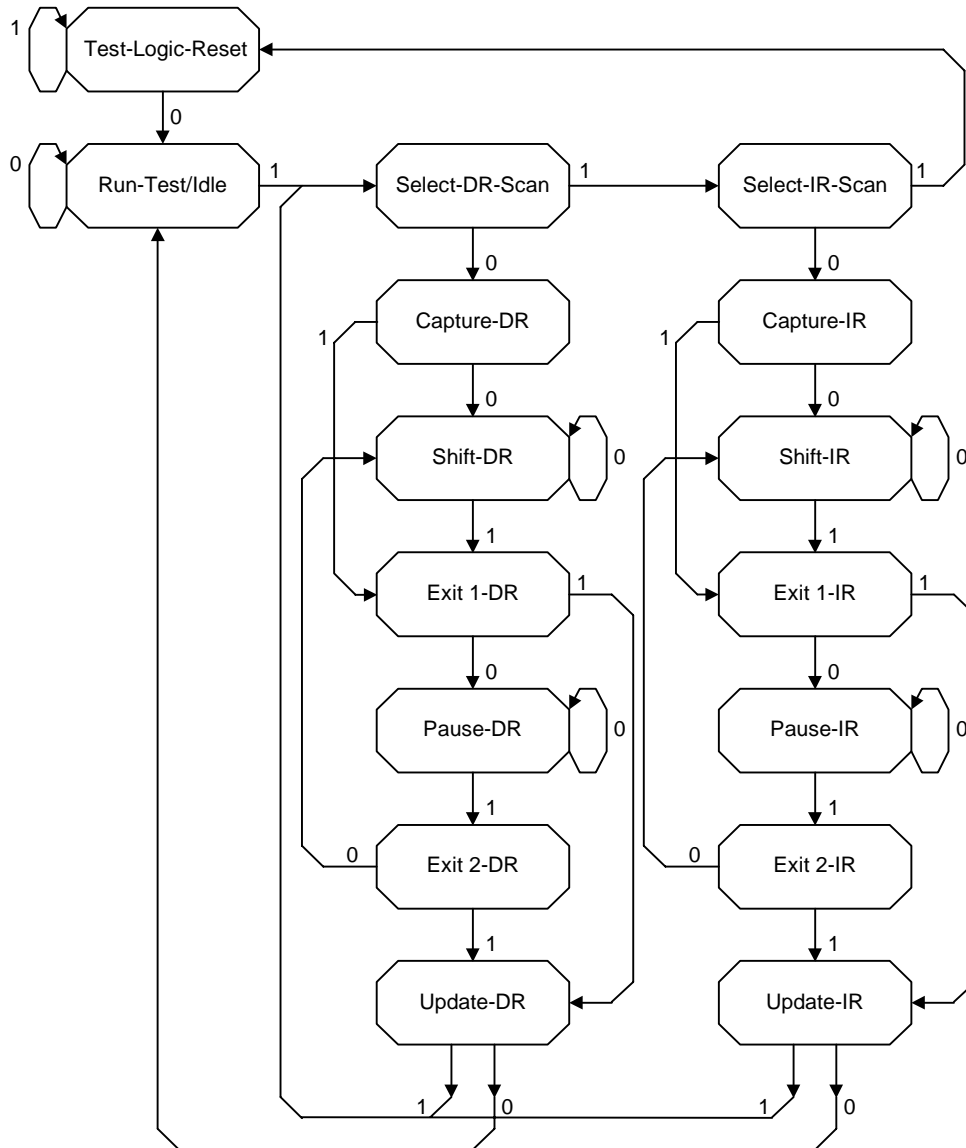 1
Test-Logic-Reset
0
0
Run-Test/Idle
1
Select-DR-Scan
1
Select-IR-Scan
1
0
0
1
Capture-DR
1
Capture-IR
0
0
Shift-DR
0
Shift-IR
0
1
1
Exit 1-DR
1
Exit 1-IR
1
0
0
Pause-DR
0
Pause-IR
0
1
1
0
Exit 2-DR
0
Exit 2-IR
1
1
Update-DR
Update-IR
1
0
1
0